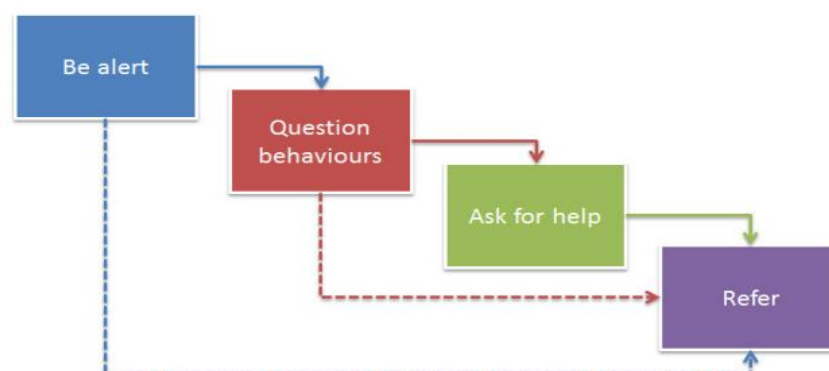 Be alert
Question
behaviours
Ask for help
Refer